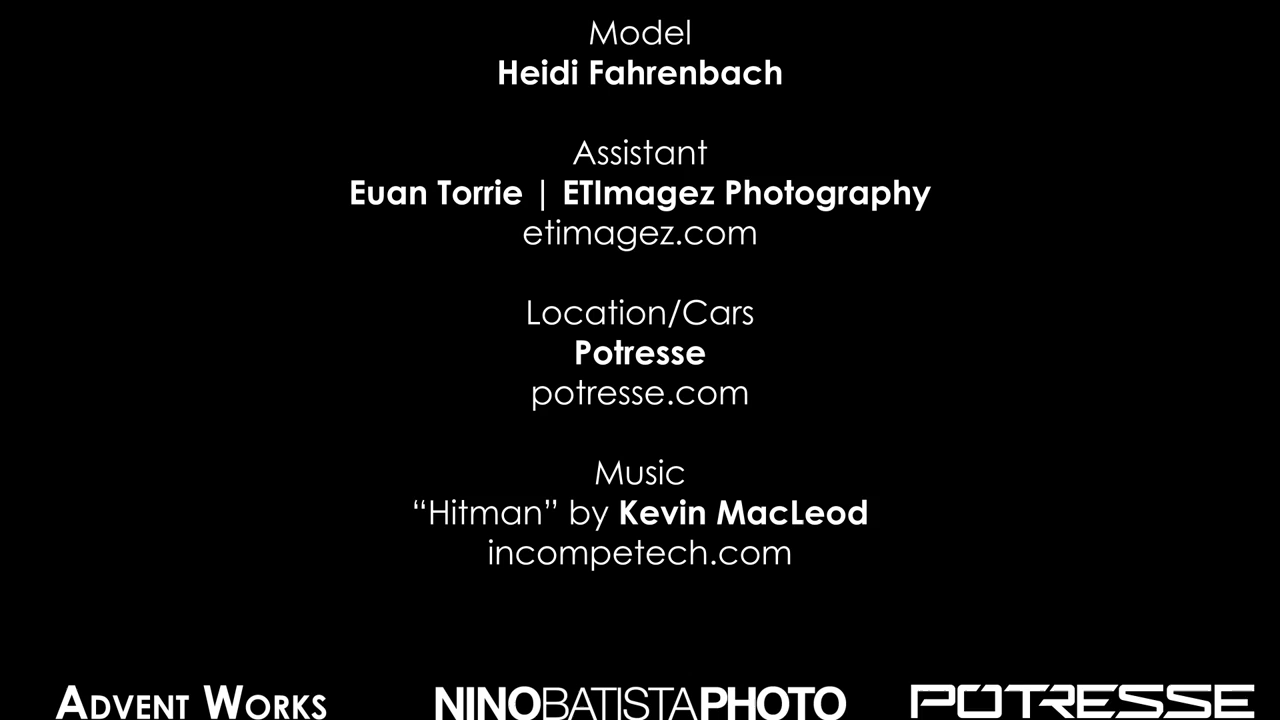 Model
Heidi Fahrenbach
Assistant
Euan Torrie | ETImagez Photography
etimagez.com
Location/Cars
Potresse
potresse.com
Music
“Hitman” by Kevin MacLeod
incompetech.com
ADVENT WORKS NINOBATISTAPHOTO POTRESSE